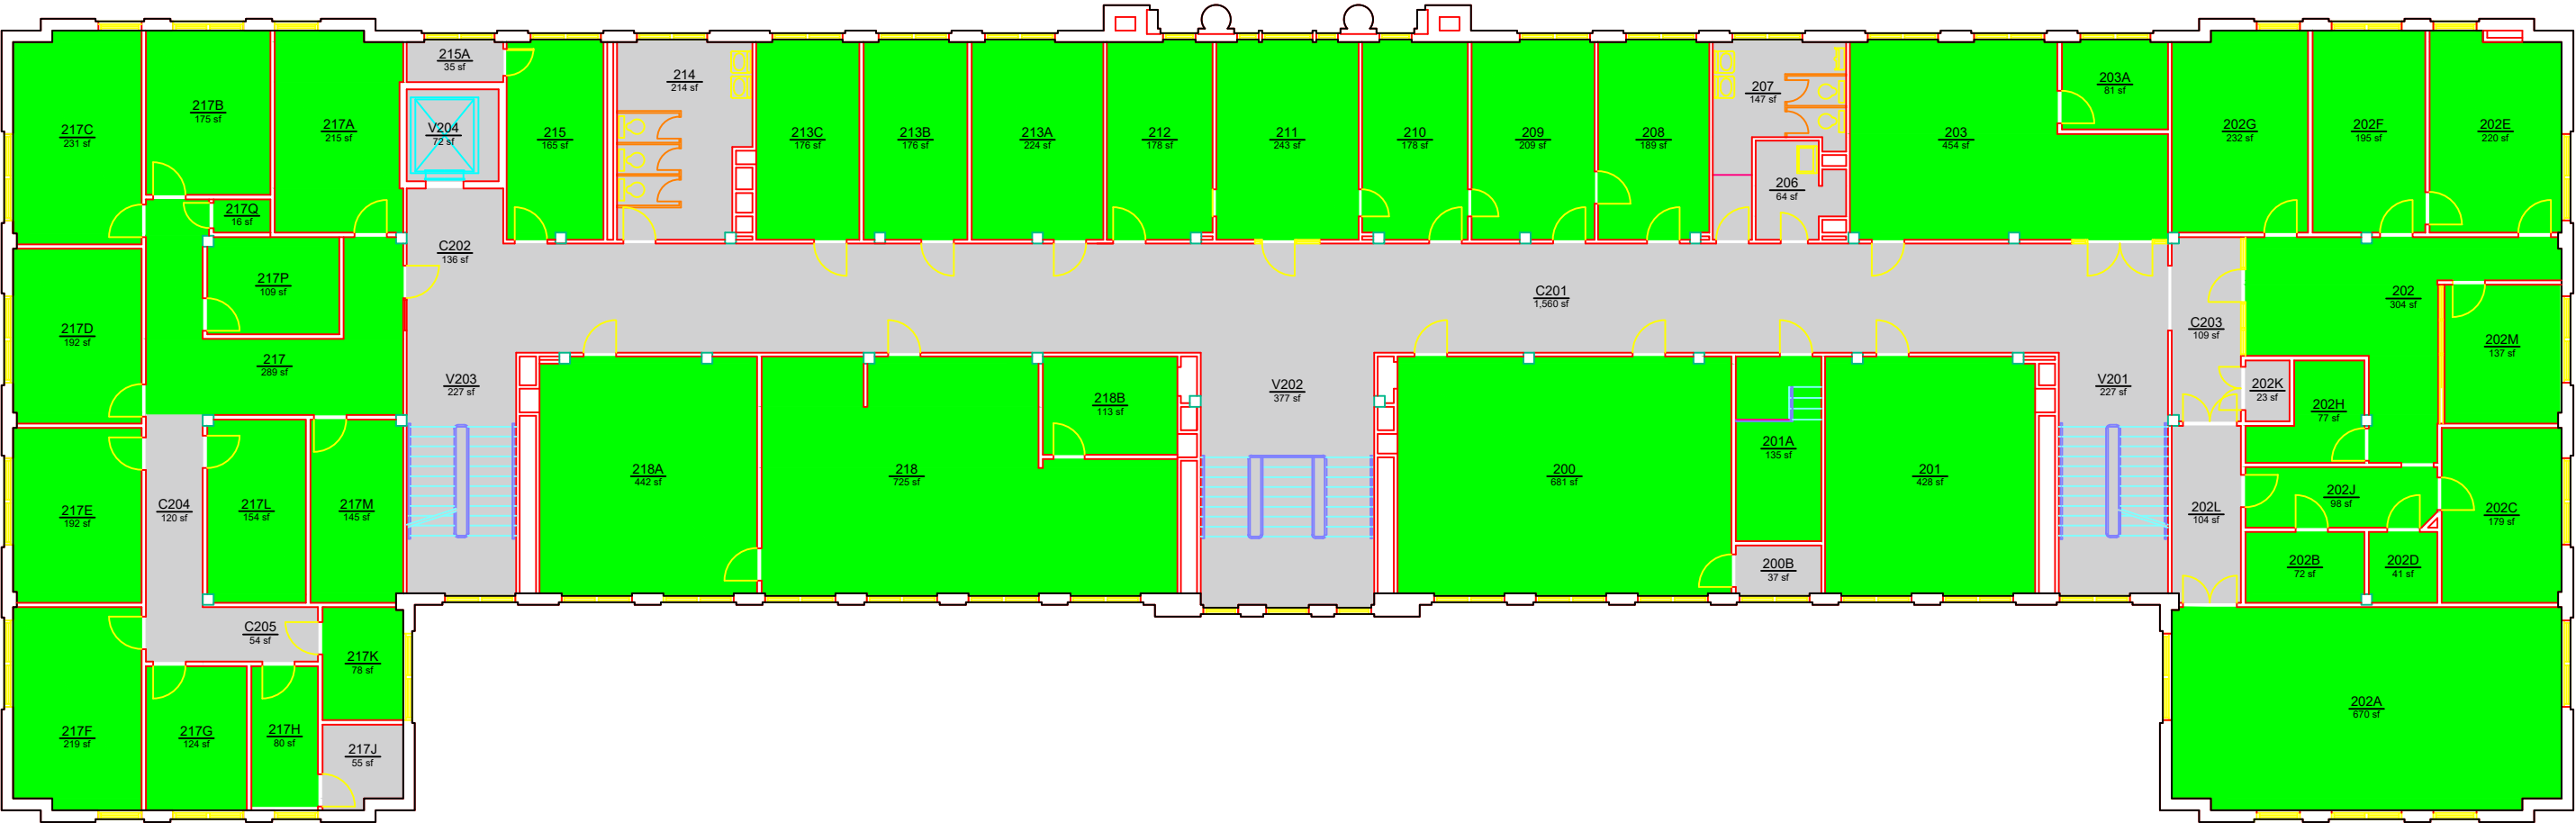 215A
35 sf
214
214 sf
207
147 sf
203A
81 sf
217C
231 sf
217B
175 sf
217A
215 sf
V204
72 sf
215
165 sf
213C
176 sf
213B
176 sf
213A
224 sf
212
178 sf
211
243 sf
210
178 sf
209
209 sf
208
189 sf
203
454 sf
202G
232 sf
202F
195 sf
202E
220 sf
206
64 sf
217Q
16 sf
C202
136 sf
217P
109 sf
C201
1,560 sf
202
304 sf
217D
192 sf
C203
109 sf
202M
137 sf
217
289 sf
V203
227 sf
V202
377 sf
V201
227 sf
202K
23 sf
218B
113 sf
202H
77 sf
201A
135 sf
218A
442 sf
218
725 sf
200
681 sf
201
428 sf
217E
192 sf
C204
120 sf
217L
154 sf
217M
145 sf
202J
98 sf
202L
104 sf
202C
179 sf
200B
37 sf
202B
72 sf
202D
41 sf
C205
54 sf
217K
78 sf
217F
219 sf
217G
124 sf
217H
80 sf
217J
55 sf
202A
670 sf